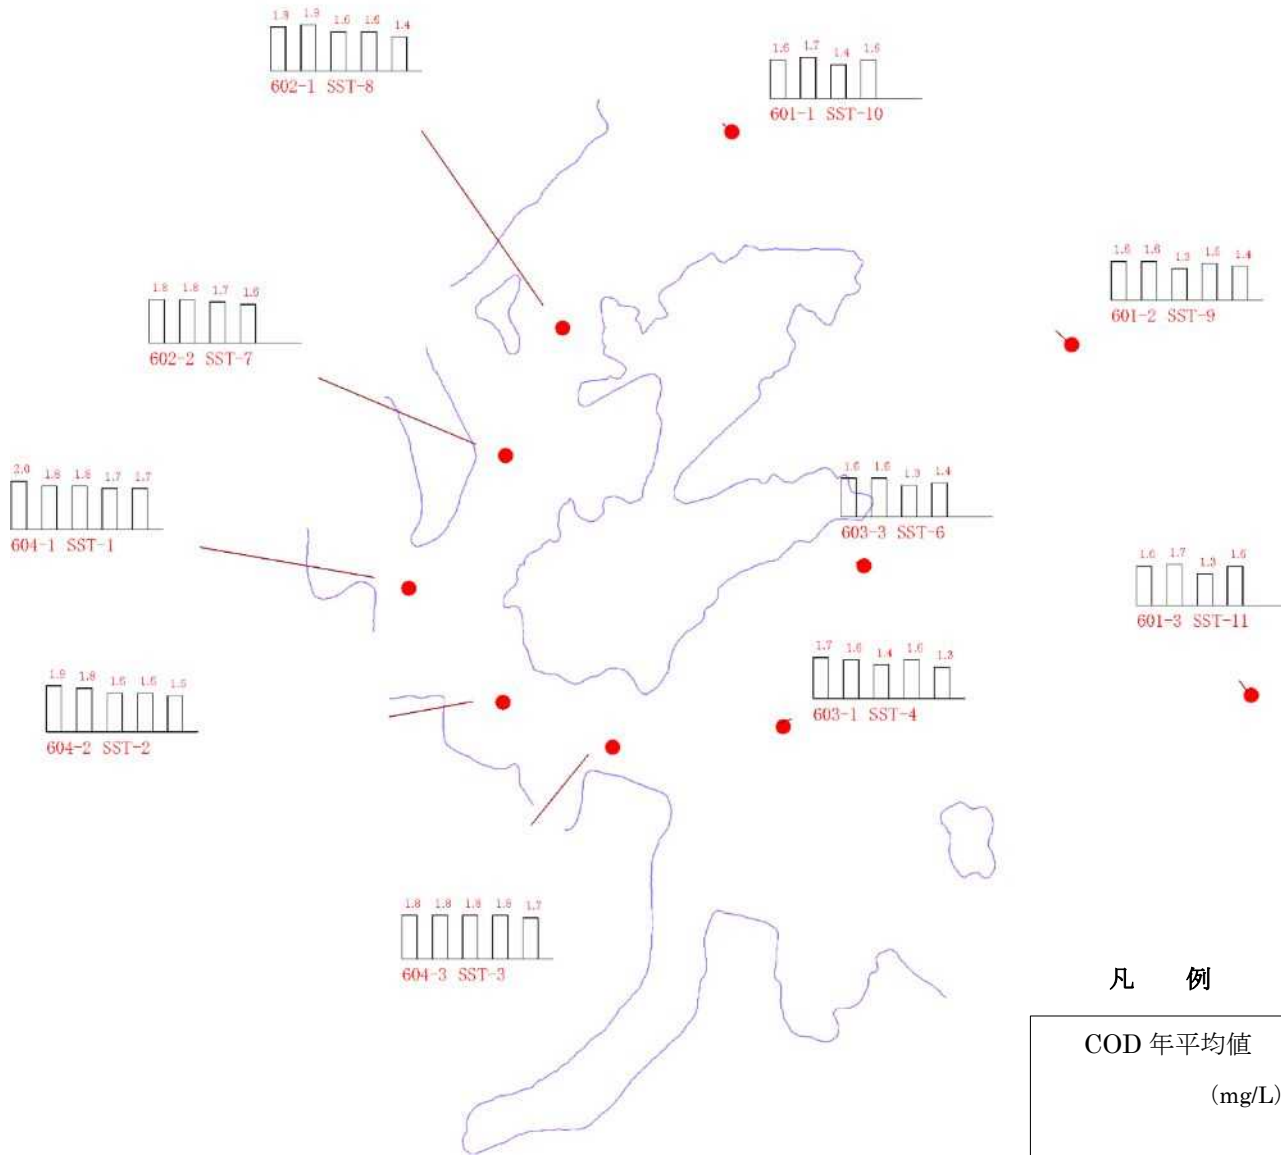 1.8 1.9 1.6 1.6 1.4
602-1 SST-8
1.6 1.7 1.4 1.6
601-1 SST-10
1.6 1.6 1.3 1.5 1.4
601-2 SST-9
1.8 1.8 1.7 1.6
602-2 SST-7
2.0 1.8 1.8 1.7 1.7
604-1 SST-1
1.6 1.6 1.3 1.4
603-3 SST-6
1.6 1.7 1.3 1.6
601-3 SST-11
1.7 1.6 1.4 1.6 1.3
603-1 SST-4
1.9 1.8 1.6 1.6 1.5
604-2 SST-2
1.8 1.8 1.8 1.8 1.7
604-3 SST-3
凡 例
COD 年平均値
(mg/L)